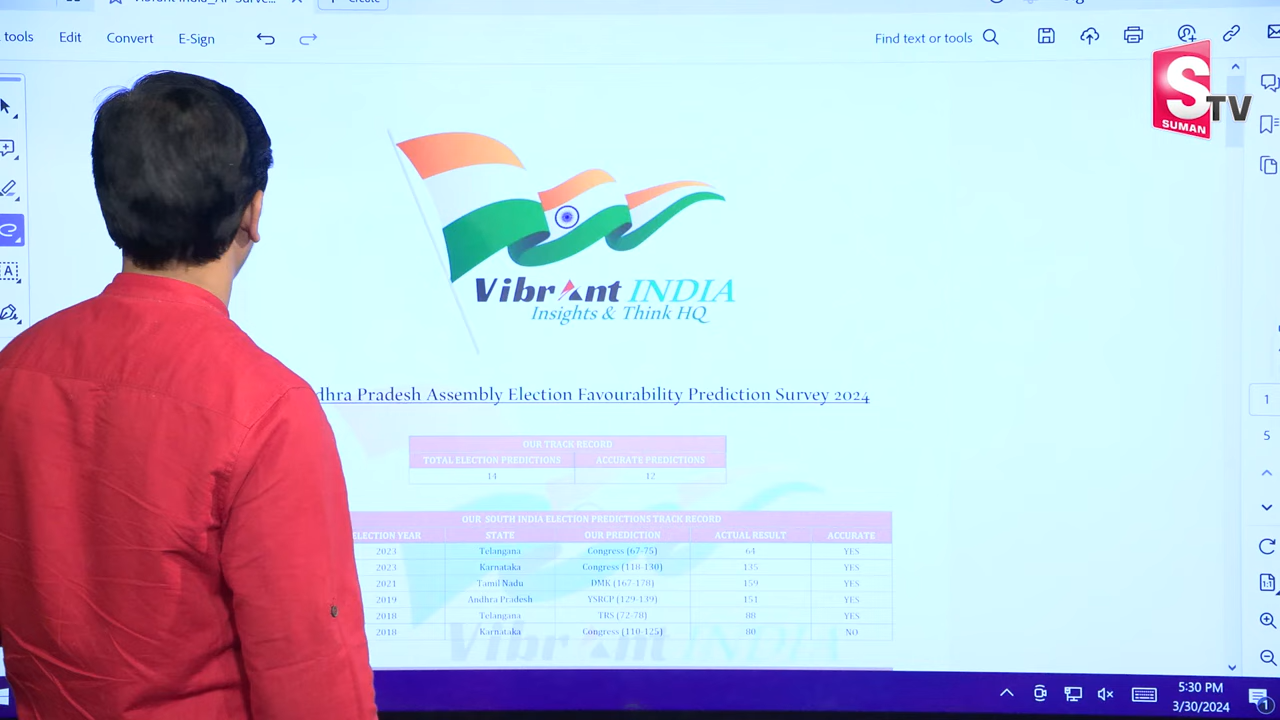 tools Edit Convert E-Sign Find text or tools
S TV
SUMAN
Vibrant INDIA
Insights & Think HQ
dhra Pradesh Assembly Election Favourability Prediction Survey 2024
OUR TRACK RECORD
TOTAL ELECTION PREDICTIONS ACCURATE PREDICTIONS
14 12
OUR SOUTH INDIA ELECTION PREDICTIONS TRACK RECORD
ELECTION YEAR STATE OUR PREDICTION ACTUAL RESULT ACCURATE
2023 Telangana Congress (67-75) 64 YES
2023 Karnataka Congress (118-130) 135 YES
2021 Tamil Nadu DMK (167-178) 159 YES
2019 Andhra Pradesh YSRCP (129-139) 151 YES
2018 Telangana TRS (72-78) 88 YES
2018 Karnataka Congress (110-125) 80 NO
Vibrant INDIA
1
5
5:30 PM
3/30/2024
1